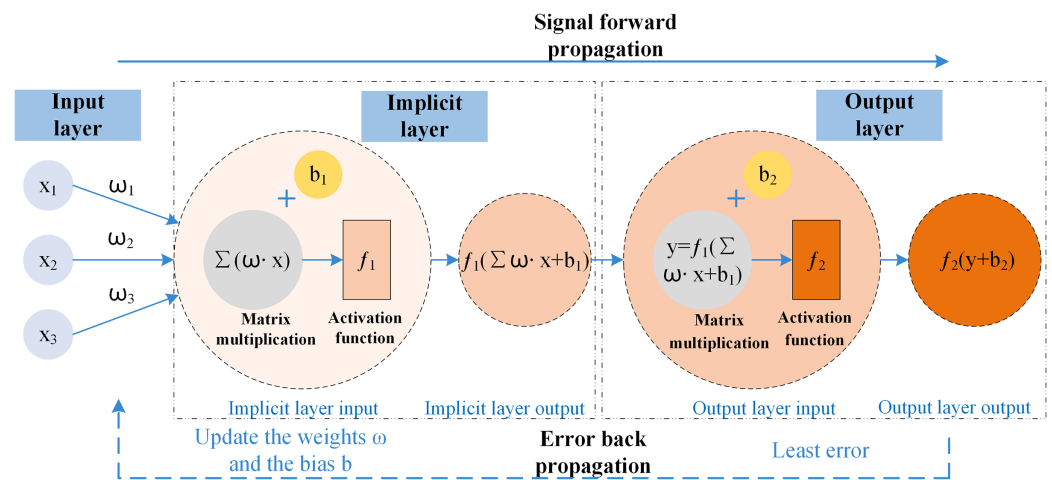 Signal forward
propagation
Input
layer
Implicit
layer
Output
layer
x₁
ω₁
x₂
ω₂
x₃
ω₃
b₁
+
∑(ω· x)
f₁
Matrix
multiplication
Activation
function
f₁(∑ω· x+b₁)
b₂
+
y=f₁(∑
ω· x+b₁)
f₂
Matrix
multiplication
Activation
function
f₂(y+b₂)
Implicit layer input
Implicit layer output
Output layer input
Output layer output
Update the weights ω
and the bias b
Error back
propagation
Least error